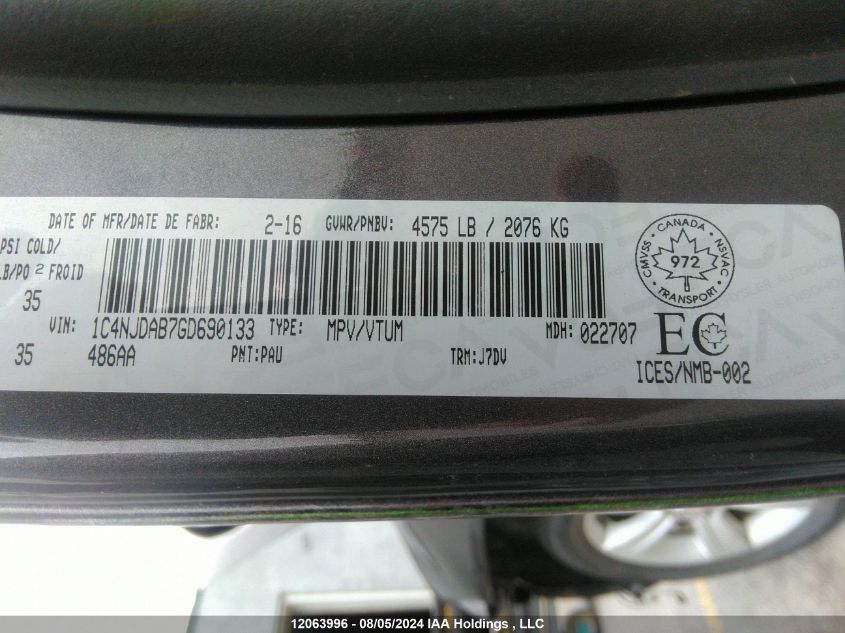 DATE OF MFR/DATE DE FABR: 2-16 GVWR/PNBV: 4575 LB / 2076 KG
PSI COLD/
LB/PO 2 FROID
35
VIN: 1C4NJDAB7GD690133 TYPE: MPV/VTUM MDH: 022707
35 486AA PNT:PAU TRM:J7DV
CANADA
CMVSS NSVAC
972
TRANSPORT
EC
ICES/NMB-002
12063996 - 08/05/2024 IAA Holdings , LLC